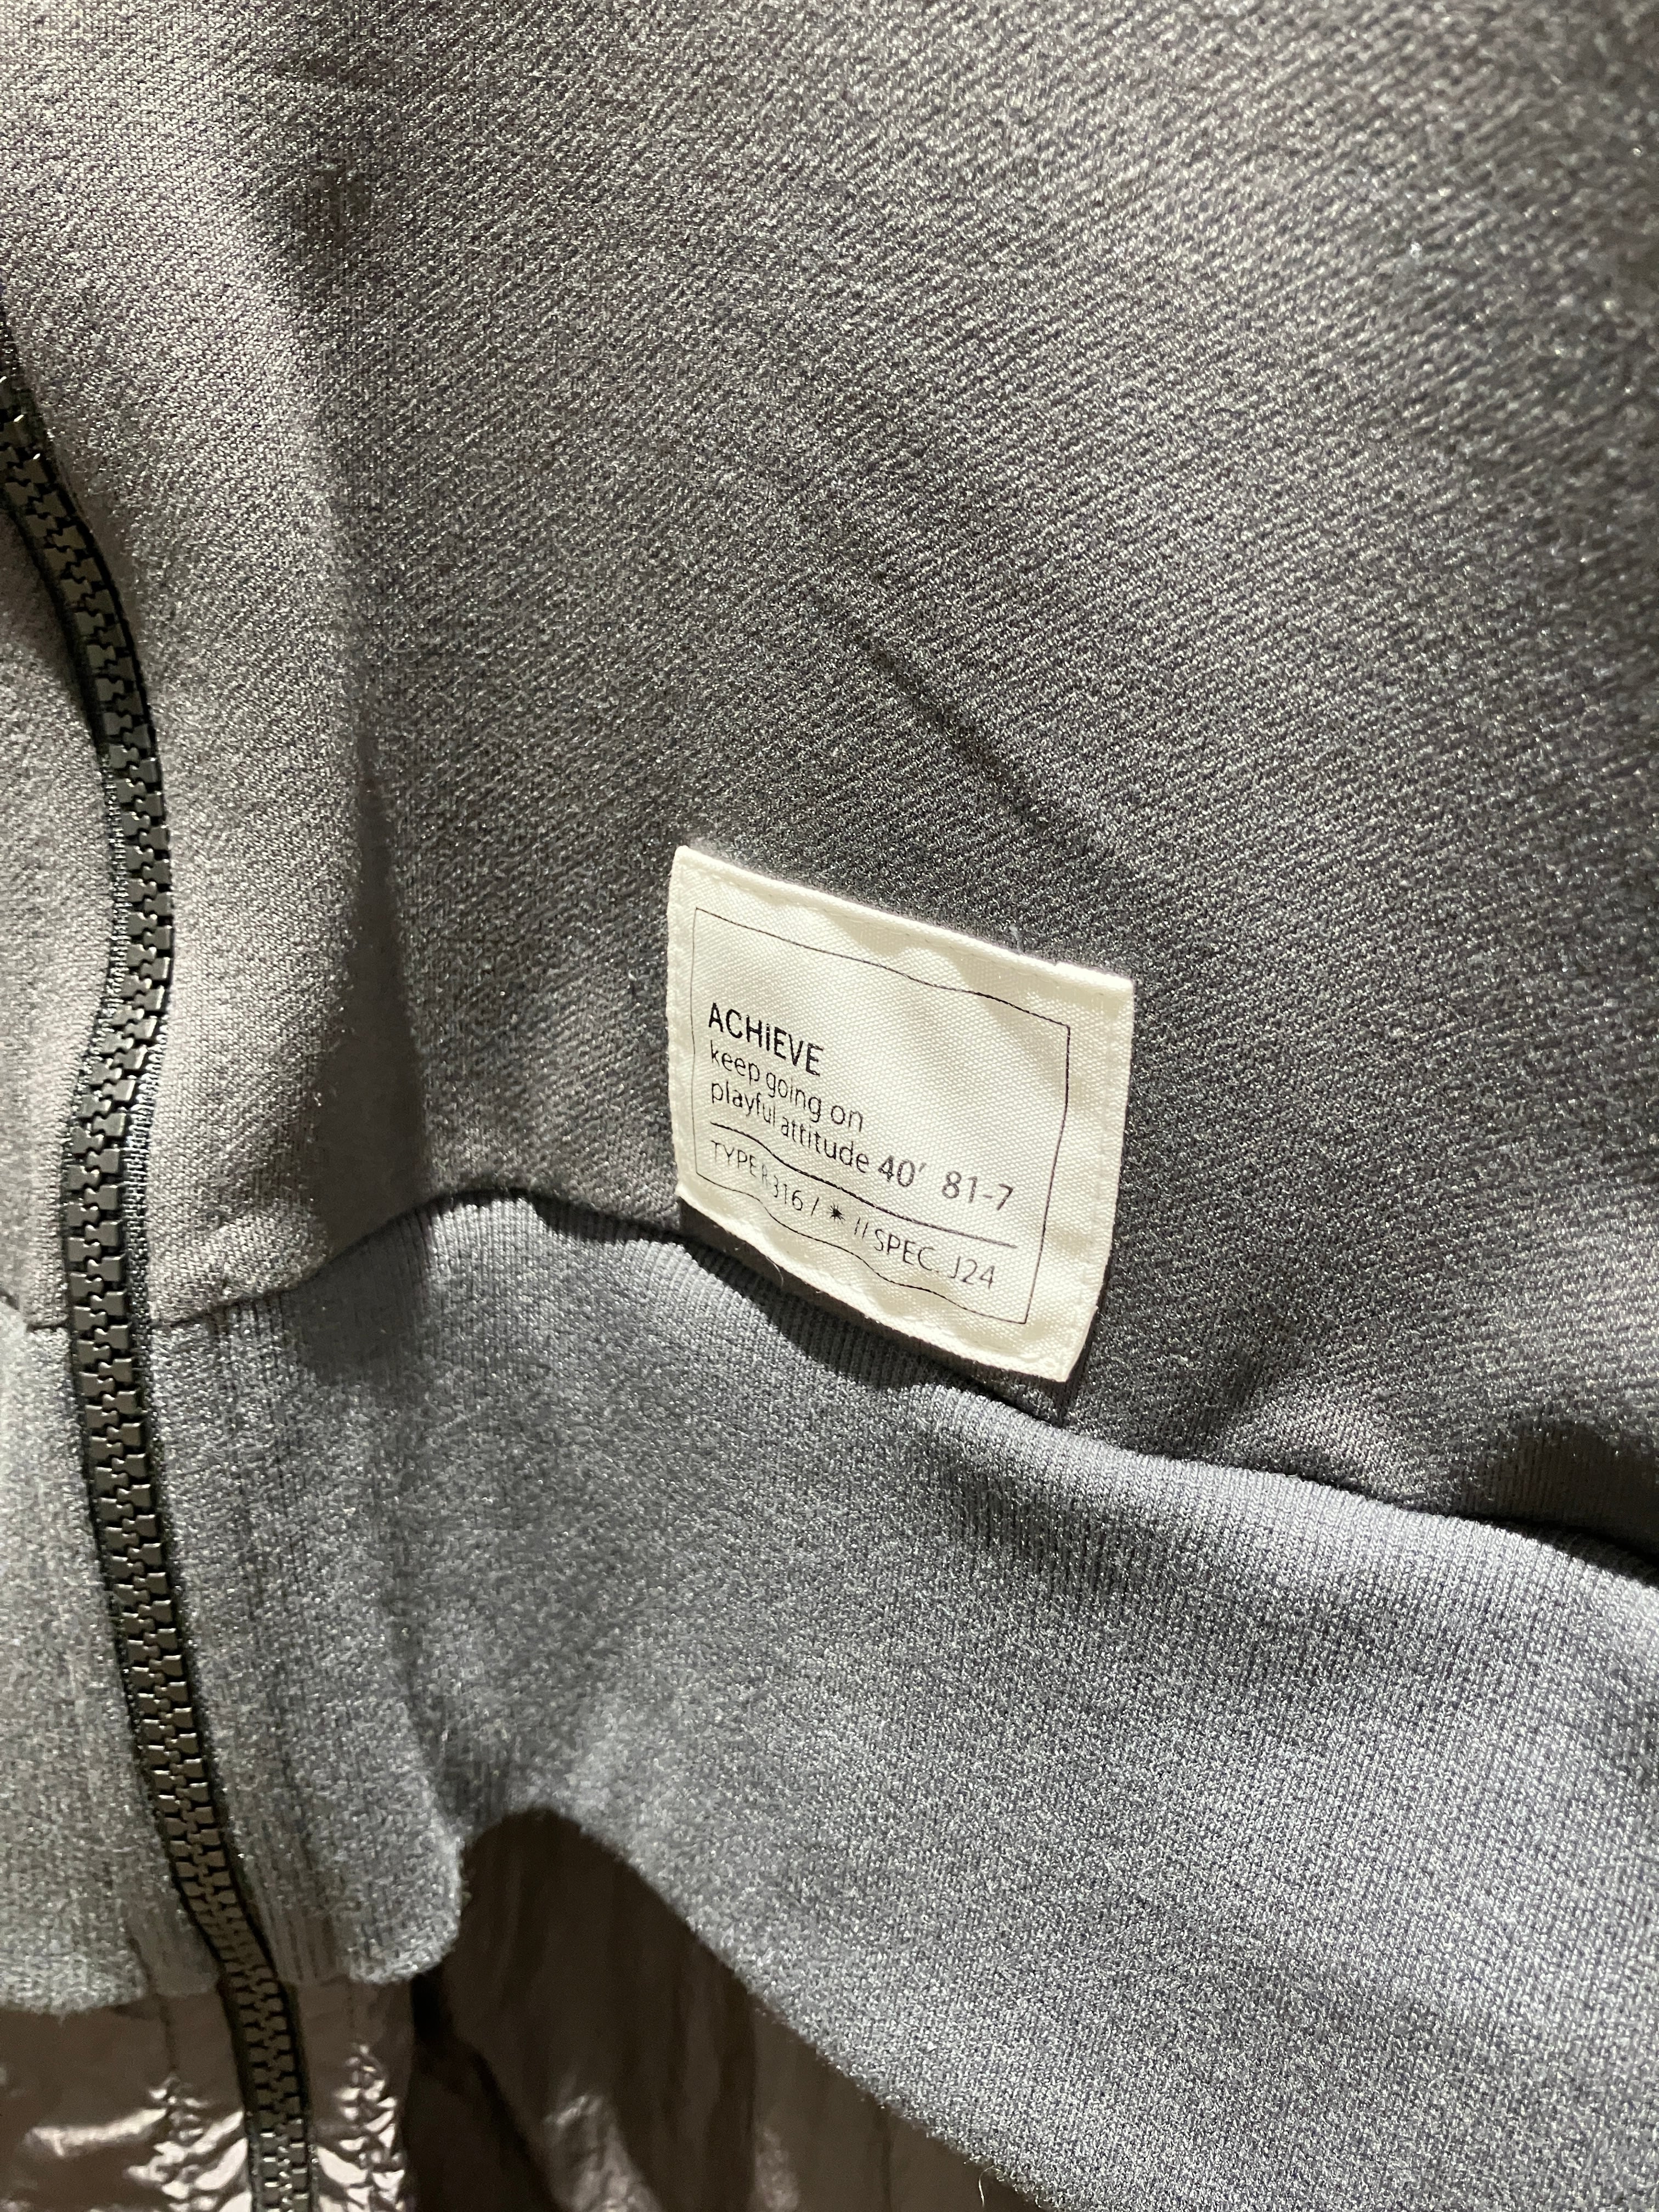 ACHIEVE
keep going on
playful attitude 40' 81-7
TYPER316 / ✴ // SPEC. J24